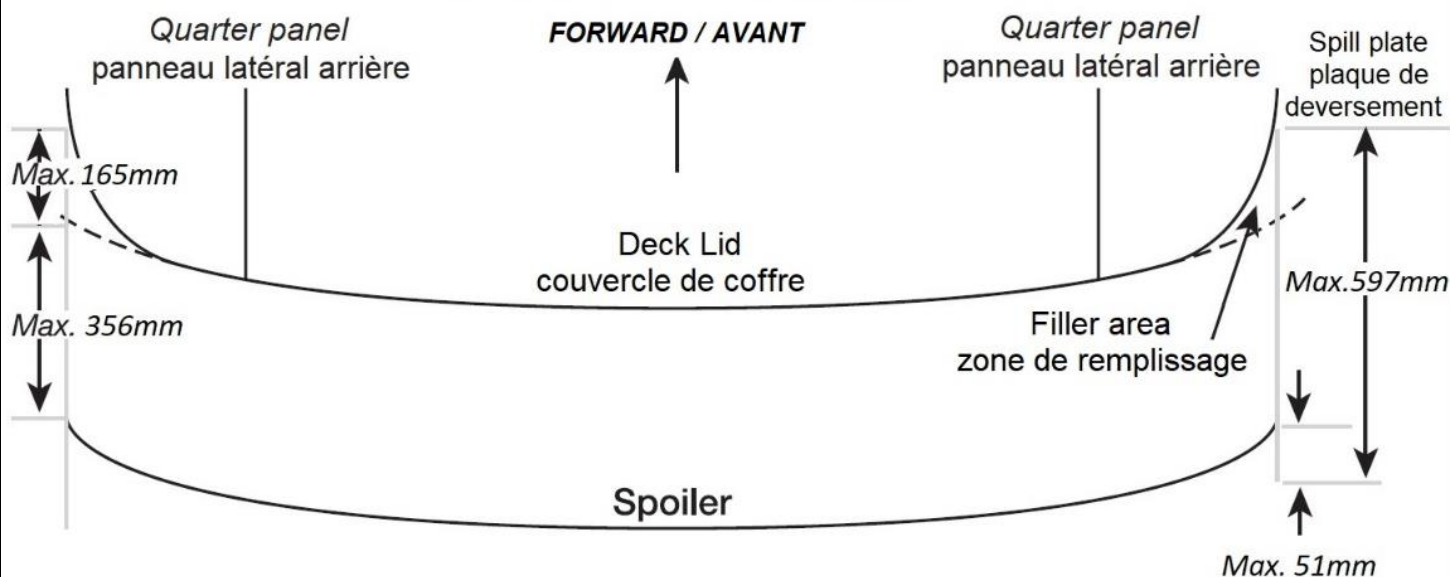 Quarter panel
panneau latéral arrière
FORWARD / AVANT
Quarter panel
panneau latéral arrière
Spill plate
plaque de
deversement
Max. 165mm
Deck Lid
couvercle de coffre
Max. 356mm
Max.597mm
Filler area
zone de remplissage
Spoiler
Max. 51mm